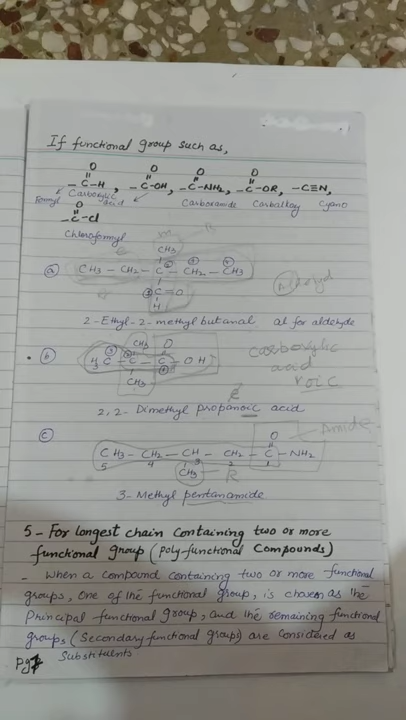 If functional group such as,
O O O O
-C-H, -C-OH, -C-NH2, -C-OR, -C≡N,
Formyl Carboxylic acid Carboxamide Carbalkoxy Cyano
O
-C-Cl
Chloroformyl
CH3
(a) CH3 - CH2 - C - CH2 - CH3
C=O
H
2-Ethyl-2-methyl butanal al for aldehyde
CH3 O
(b) H3C - C - C - OH
CH3
carboxylic
acid
voic
2,2-Dimethyl propanoic acid
(c) O Amide
CH3 - CH2 - CH - CH2 - C - NH2
5 4 3 2 1
CH3 R
3-Methyl pentanamide
5-For longest chain containing two or more
functional group (poly-functional Compounds)
- When a compound containing two or more functional
groups, one of the functional group, is chosen as the
Principal functional group, and the remaining functional
groups (Secondary functional groups) are considered as
Substituents